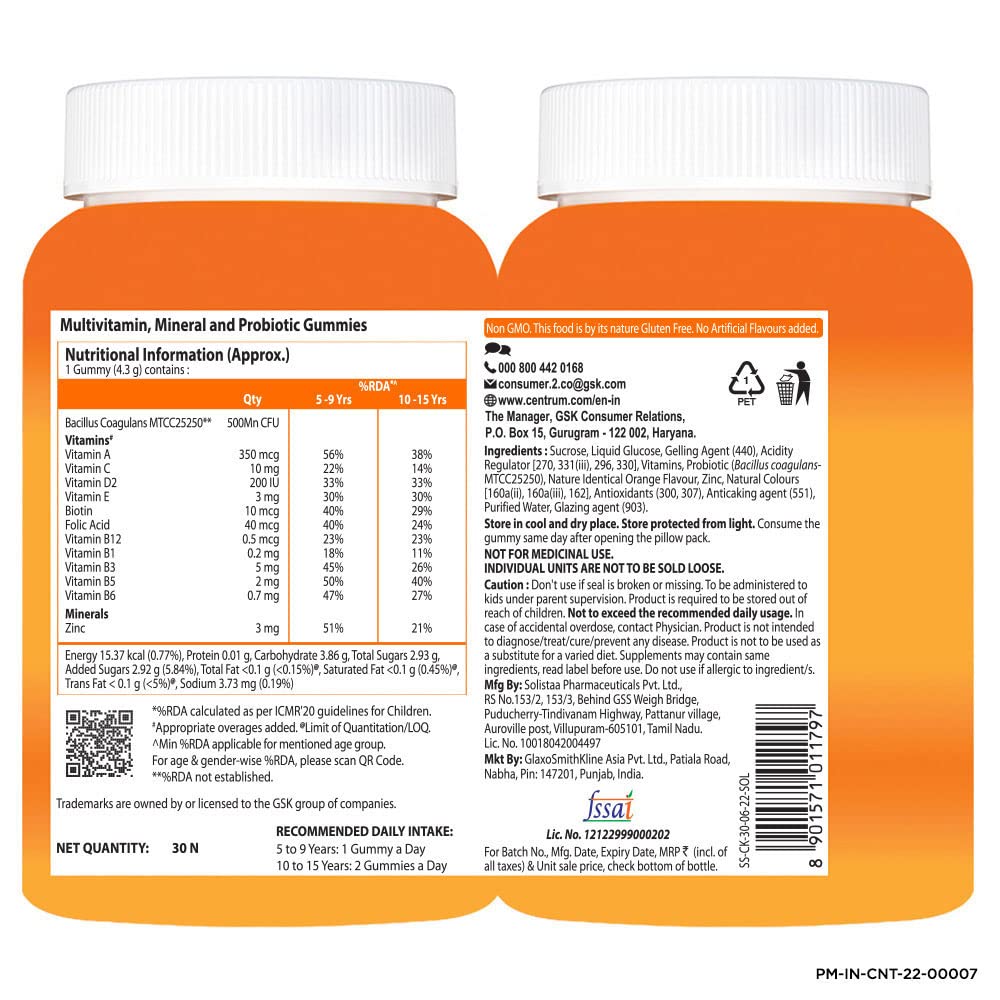 Multivitamin, Mineral and Probiotic Gummies
Nutritional Information (Approx.)
1 Gummy (4.3 g) contains :
%RDA*^
Qty 5 -9 Yrs 10 -15 Yrs
Bacillus Coagulans MTCC25250** 500Mn CFU
Vitamins#
Vitamin A 350 mcg 56% 38%
Vitamin C 10 mg 22% 14%
Vitamin D2 200 IU 33% 33%
Vitamin E 3 mg 30% 30%
Biotin 10 mcg 40% 29%
Folic Acid 40 mcg 40% 24%
Vitamin B12 0.5 mcg 23% 23%
Vitamin B1 0.2 mg 18% 11%
Vitamin B3 5 mg 45% 26%
Vitamin B5 2 mg 50% 40%
Vitamin B6 0.7 mg 47% 27%
Minerals
Zinc 3 mg 51% 21%
Energy 15.37 kcal (0.77%), Protein 0.01 g, Carbohydrate 3.86 g, Total Sugars 2.93 g,
Added Sugars 2.92 g (5.84%), Total Fat <0.1 g (<0.15%)@, Saturated Fat <0.1 g (0.45%)@,
Trans Fat < 0.1 g (<5%)@, Sodium 3.73 mg (0.19%)
*%RDA calculated as per ICMR'20 guidelines for Children.
#Appropriate overages added. @Limit of Quantitation/LOQ.
^Min %RDA applicable for mentioned age group.
For age & gender-wise %RDA, please scan QR Code.
**%RDA not established.
Trademarks are owned by or licensed to the GSK group of companies.
NET QUANTITY: 30 N
RECOMMENDED DAILY INTAKE:
5 to 9 Years: 1 Gummy a Day
10 to 15 Years: 2 Gummies a Day
Non GMO. This food is by its nature Gluten Free. No Artificial Flavours added.
000 800 442 0168
consumer.2.co@gsk.com
www.centrum.com/en-in
The Manager, GSK Consumer Relations,
P.O. Box 15, Gurugram - 122 002, Haryana.
1
PET
Ingredients : Sucrose, Liquid Glucose, Gelling Agent (440), Acidity
Regulator [270, 331(iii), 296, 330], Vitamins, Probiotic (Bacillus coagulans-
MTCC25250), Nature Identical Orange Flavour, Zinc, Natural Colours
[160a(ii), 160a(iii), 162], Antioxidants (300, 307), Anticaking agent (551),
Purified Water, Glazing agent (903).
Store in cool and dry place. Store protected from light. Consume the
gummy same day after opening the pillow pack.
NOT FOR MEDICINAL USE.
INDIVIDUAL UNITS ARE NOT TO BE SOLD LOOSE.
Caution : Don't use if seal is broken or missing. To be administered to
kids under parent supervision. Product is required to be stored out of
reach of children. Not to exceed the recommended daily usage. In
case of accidental overdose, contact Physician. Product is not intended
to diagnose/treat/cure/prevent any disease. Product is not to be used as
a substitute for a varied diet. Supplements may contain same
ingredients, read label before use. Do not use if allergic to ingredient/s.
Mfg By: Solistaa Pharmaceuticals Pvt. Ltd.,
RS No.153/2, 153/3, Behind GSS Weigh Bridge,
Puducherry-Tindivanam Highway, Pattanur village,
Auroville post, Villupuram-605101, Tamil Nadu.
Lic. No. 10018042004497
Mkt By: GlaxoSmithKline Asia Pvt. Ltd., Patiala Road,
Nabha, Pin: 147201, Punjab, India.
fssai
Lic. No. 12122999000202
For Batch No., Mfg. Date, Expiry Date, MRP ₹ (incl. of
all taxes) & Unit sale price, check bottom of bottle.
SS-CK-30-06-22-SOL
8 901571 011797
PM-IN-CNT-22-00007